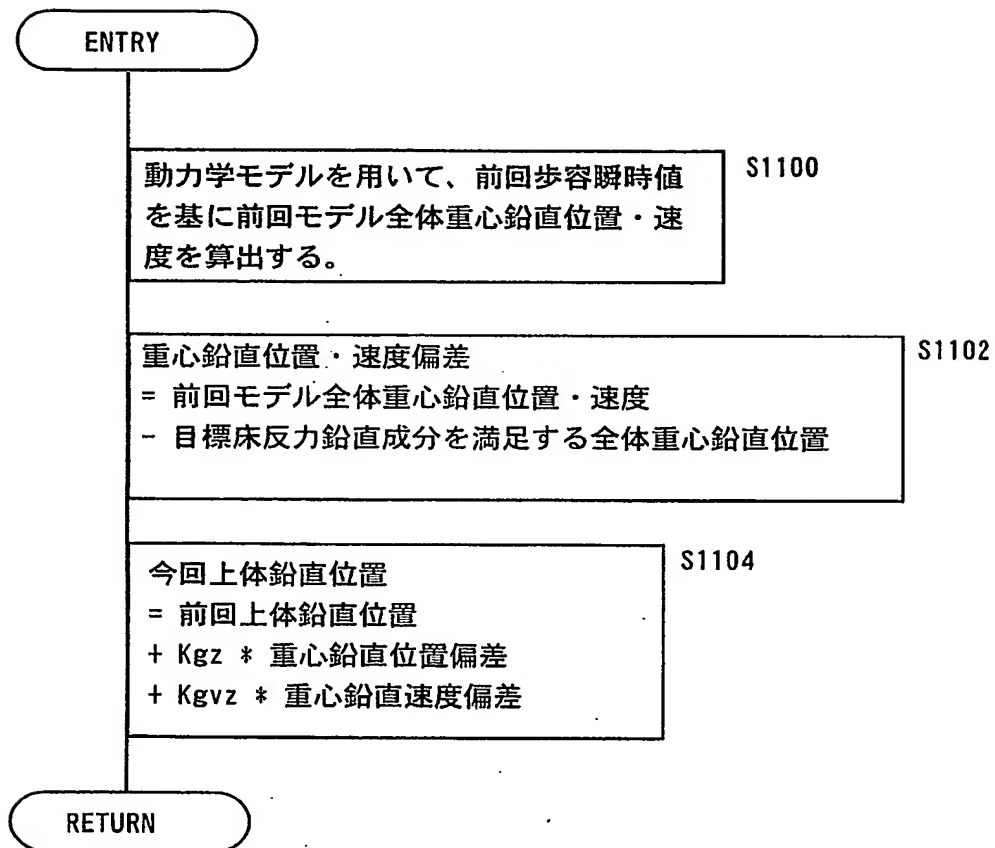 ENTRY
動力学モデルを用いて、前回歩容瞬時値
を基に前回モデル全体重心鉛直位置・速
度を算出する。
S1100
重心鉛直位置・速度偏差
= 前回モデル全体重心鉛直位置・速度
- 目標床反力鉛直成分を満足する全体重心鉛直位置
S1102
今回上体鉛直位置
= 前回上体鉛直位置
+ Kgz * 重心鉛直位置偏差
+ Kgvz * 重心鉛直速度偏差
S1104
RETURN